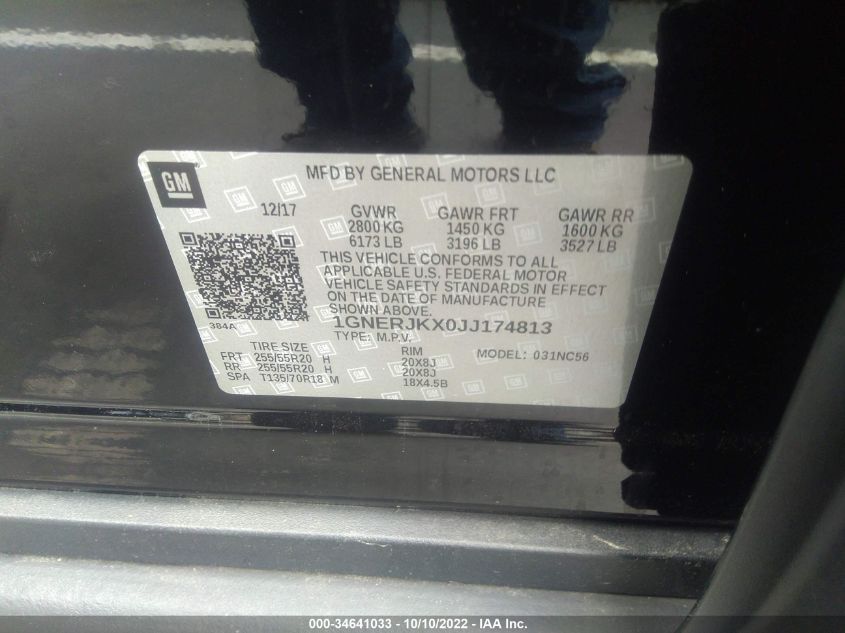 GM
MFD BY GENERAL MOTORS LLC
12/17 GVWR GAWR FRT GAWR RR
2800 KG 1450 KG 1600 KG
6173 LB 3196 LB 3527 LB
THIS VEHICLE CONFORMS TO ALL
APPLICABLE U.S. FEDERAL MOTOR
VEHICLE SAFETY STANDARDS IN EFFECT
ON THE DATE OF MANUFACTURE
SHOWN ABOVE.
384A
1GNERJKX0JJ174813
TYPE: M.P.V.
TIRE SIZE RIM MODEL: 031NC56
FRT 255/55R20 H 20X8J
RR 255/55R20 H 20X8J
SPA T135/70R18 M 18X4.5B
000-34641033 - 10/10/2022 - IAA Inc.